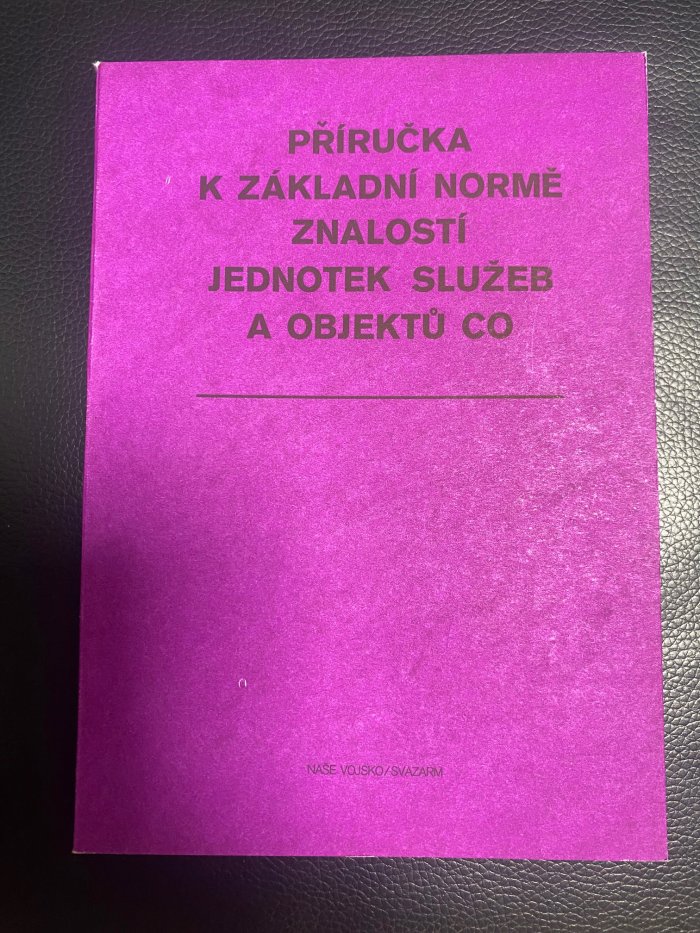 PŘÍRUČKA
K ZÁKLADNÍ NORMĚ
ZNALOSTÍ
JEDNOTEK SLUŽEB
A OBJEKTŮ CO
NAŠE VOJSKO/SVAZARM